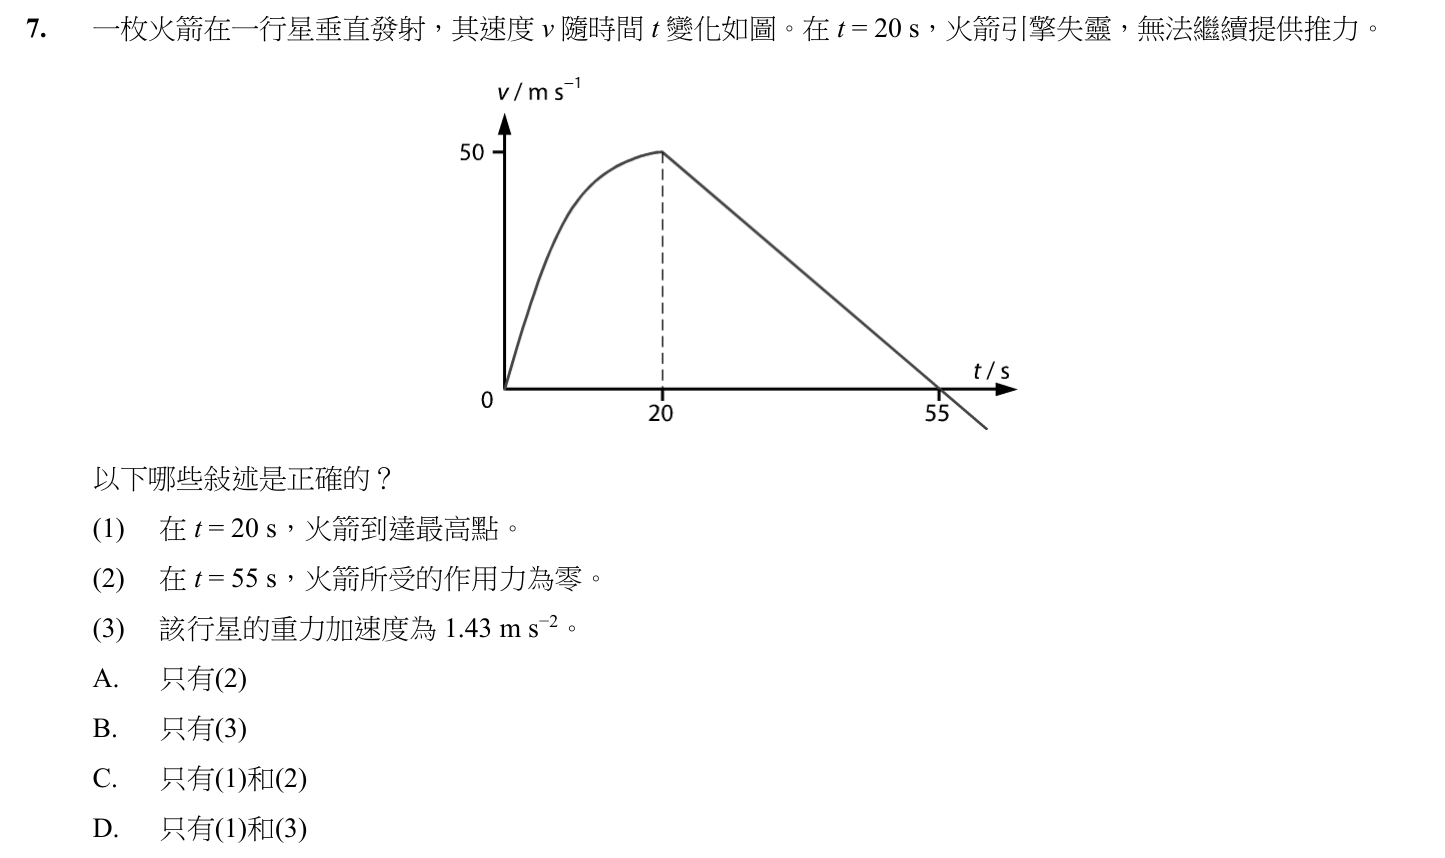 7. 一枚火箭在一行星垂直發射，其速度 v 隨時間 t 變化如圖。在 t = 20 s，火箭引擎失靈，無法繼續提供推力。
v / m s⁻¹
50
t / s
0
20
55
以下哪些敍述是正確的？
(1) 在 t = 20 s，火箭到達最高點。
(2) 在 t = 55 s，火箭所受的作用力為零。
(3) 該行星的重力加速度為 1.43 m s⁻²。
A. 只有(2)
B. 只有(3)
C. 只有(1)和(2)
D. 只有(1)和(3)